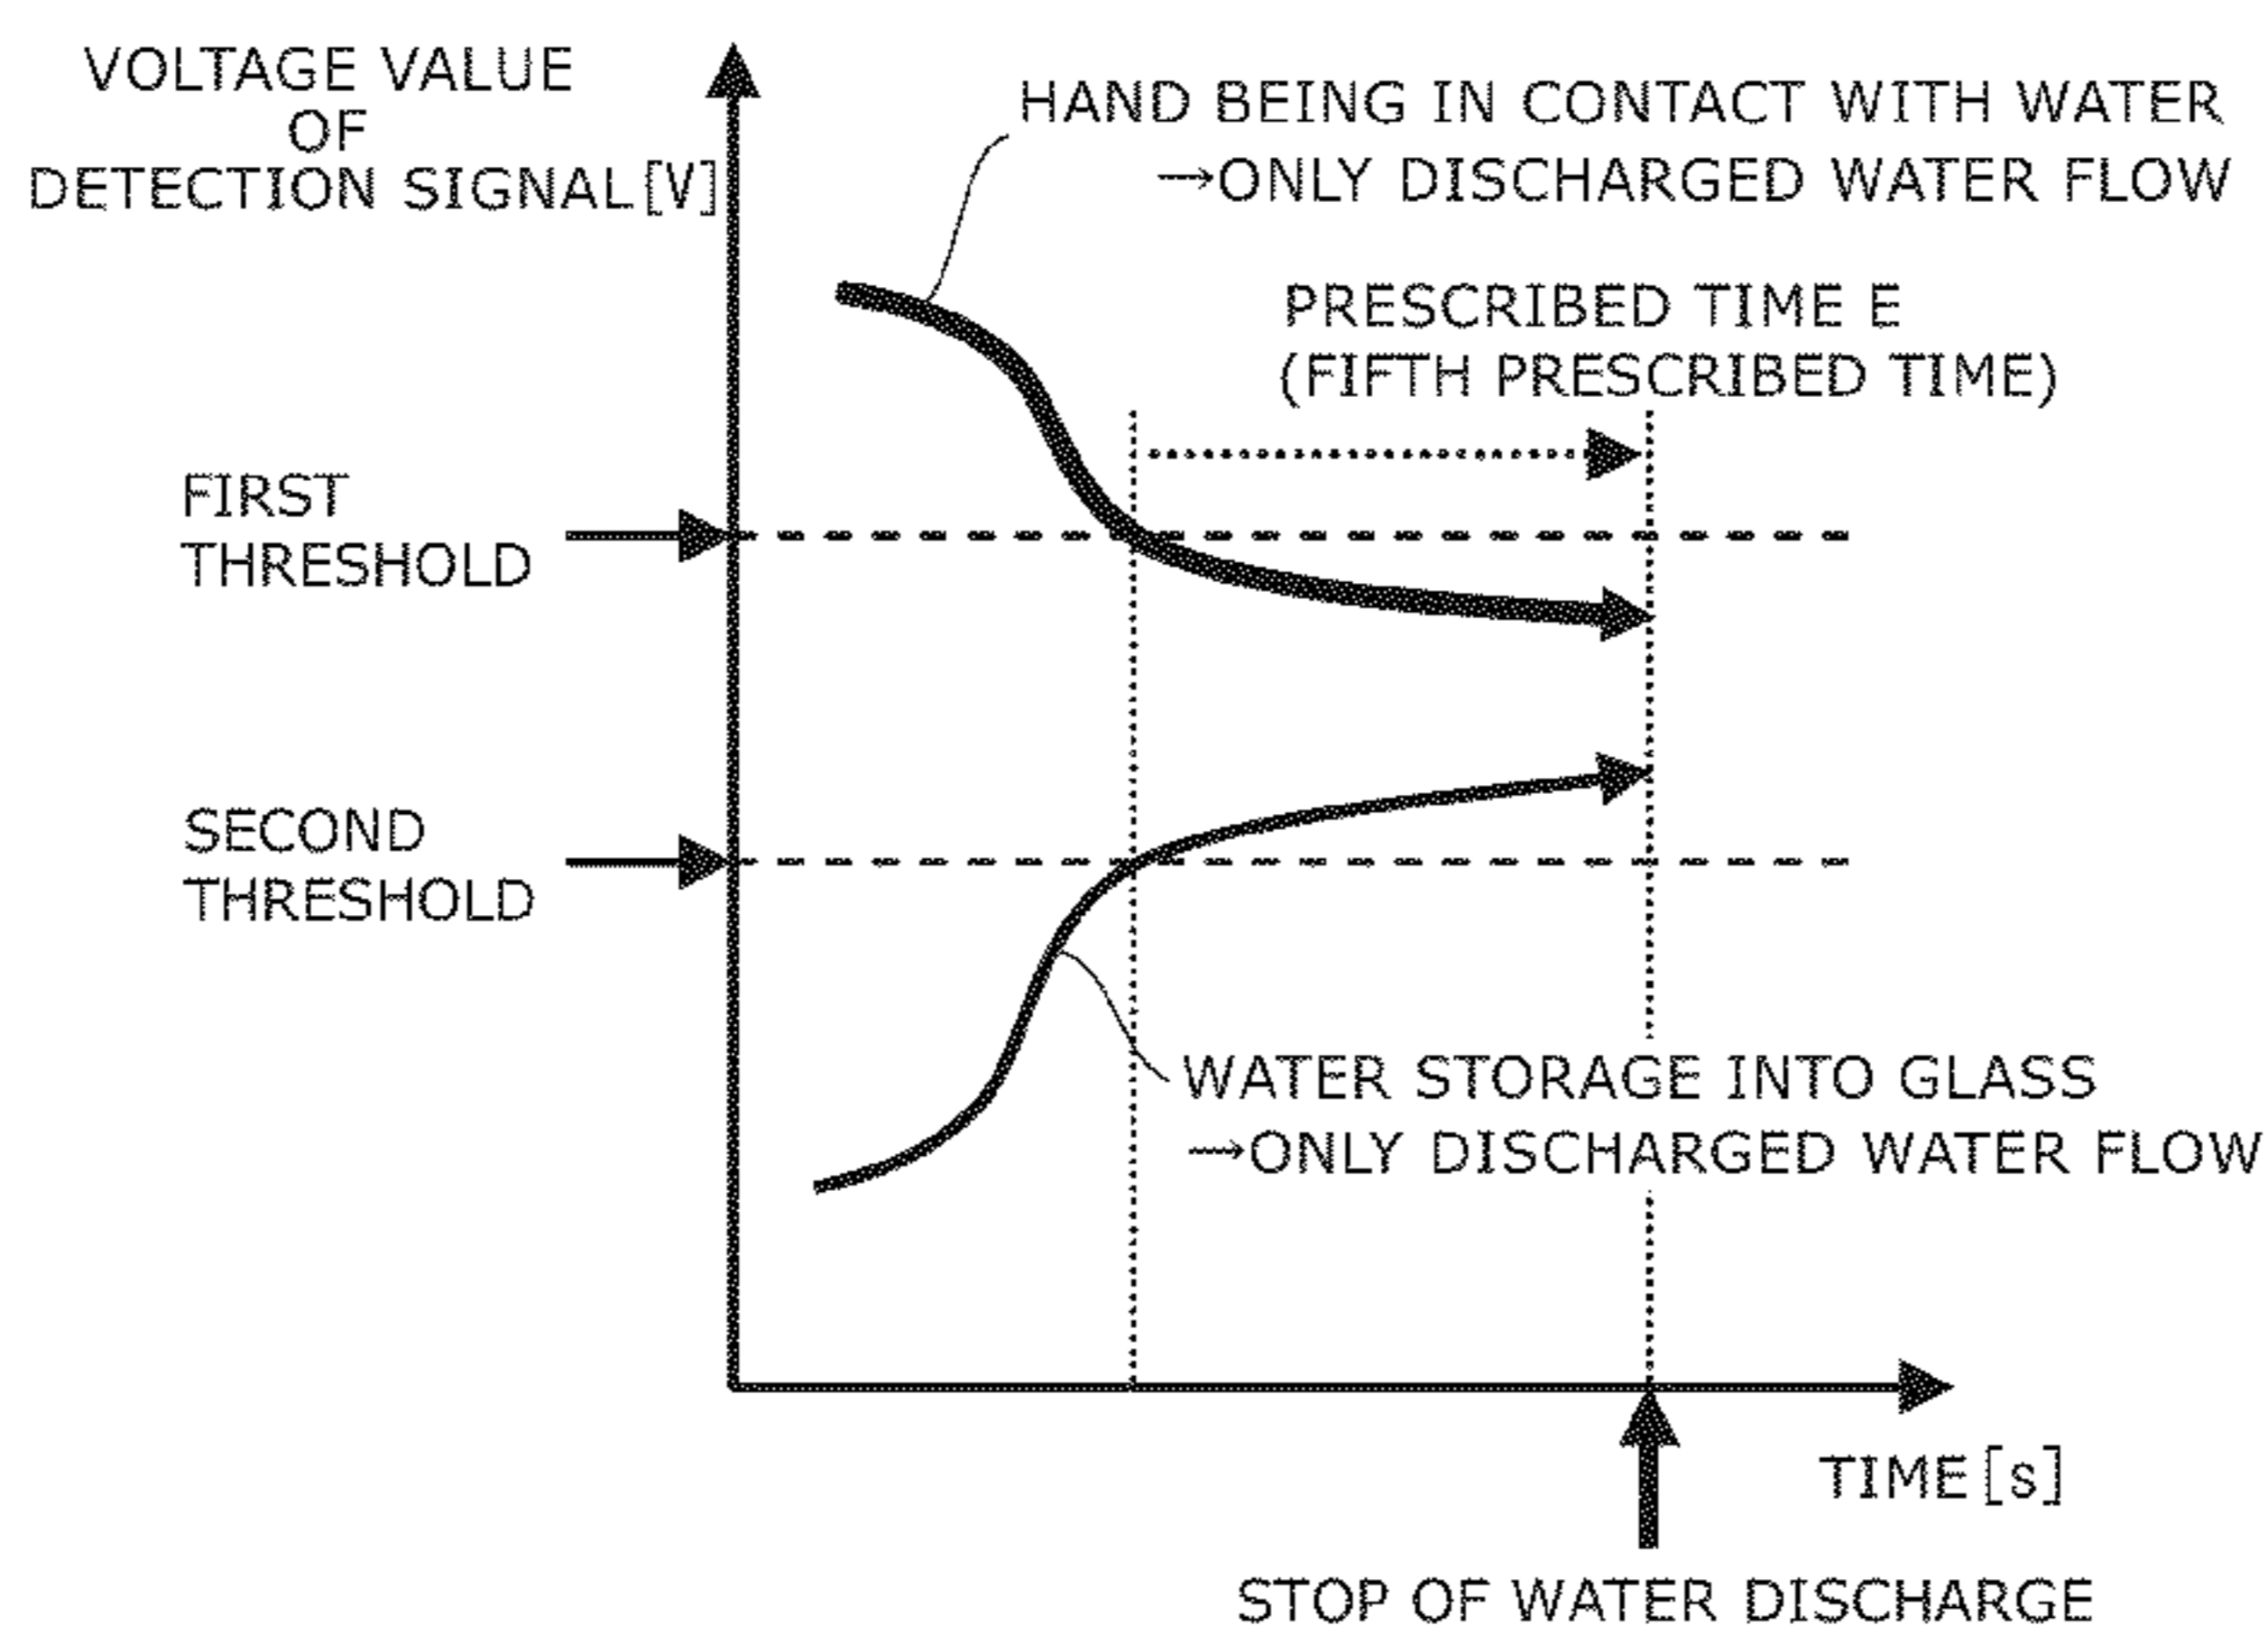 VOLTAGE VALUE
OF
DETECTION SIGNAL[V]
HAND BEING IN CONTACT WITH WATER
→ONLY DISCHARGED WATER FLOW
PRESCRIBED TIME E
(FIFTH PRESCRIBED TIME)
FIRST
THRESHOLD
SECOND
THRESHOLD
WATER STORAGE INTO GLASS
→ONLY DISCHARGED WATER FLOW
TIME[s]
STOP OF WATER DISCHARGE